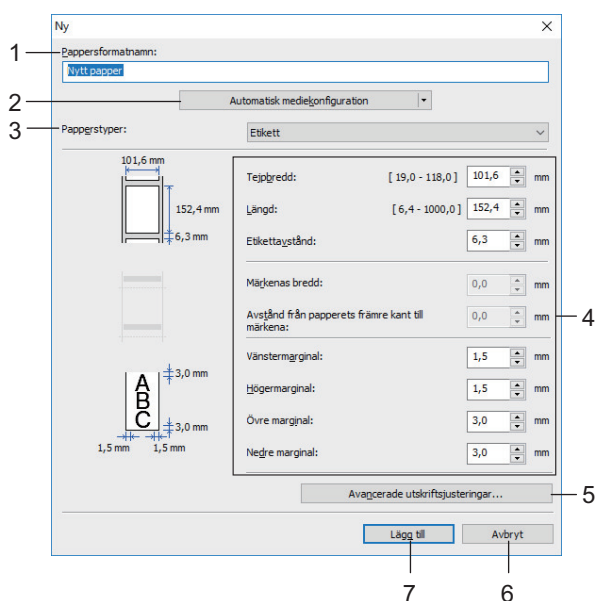 Ny
1
Pappersformatnamn:
Nytt papper
2
Automatisk mediekonfiguration
3
Papperstyper:
Etikett
101,6 mm
152,4 mm
6,3 mm
Tejpbredd:
[ 19,0 - 118,0 ]
101,6
mm
Längd:
[ 6,4 - 1000,0 ]
152,4
mm
Etikettavstånd:
6,3
mm
Märkenas bredd:
0,0
mm
Avstånd från papperets främre kant till
märkena:
0,0
mm
4
Vänstermarginal:
1,5
mm
Högermarginal:
1,5
mm
Övre marginal:
3,0
mm
Nedre marginal:
3,0
mm
3,0 mm
A
B
C
3,0 mm
1,5 mm
1,5 mm
Avancerade utskriftsjusteringar...
5
Lägg till
Avbryt
7
6